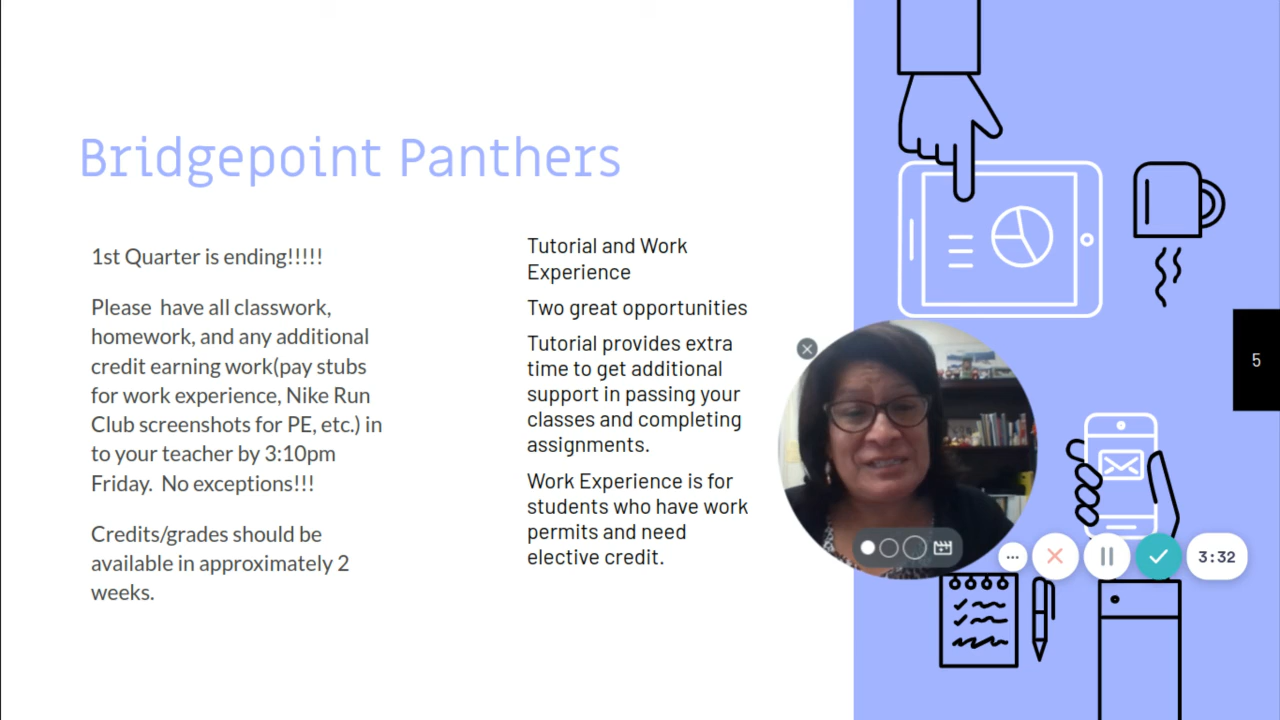 Bridgepoint Panthers
1st Quarter is ending!!!!!
Please  have all classwork,
homework, and any additional
credit earning work(pay stubs
for work experience, Nike Run
Club screenshots for PE, etc.) in
to your teacher by 3:10pm
Friday.  No exceptions!!!
Credits/grades should be
available in approximately 2
weeks.
Tutorial and Work
Experience
Two great opportunities
Tutorial provides extra
time to get additional
support in passing your
classes and completing
assignments.
Work Experience is for
students who have work
permits and need
elective credit.
5
3:32